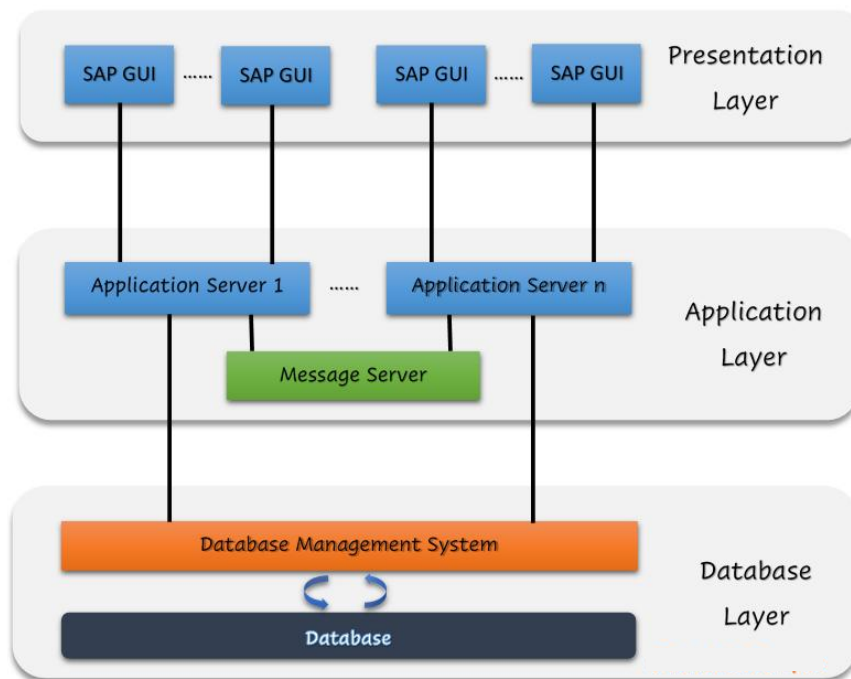 SAP GUI ...... SAP GUI SAP GUI ...... SAP GUI
Presentation
Layer
Application Server 1 ...... Application Server n
Application
Layer
Message Server
Database Management System
Database
Layer
Database